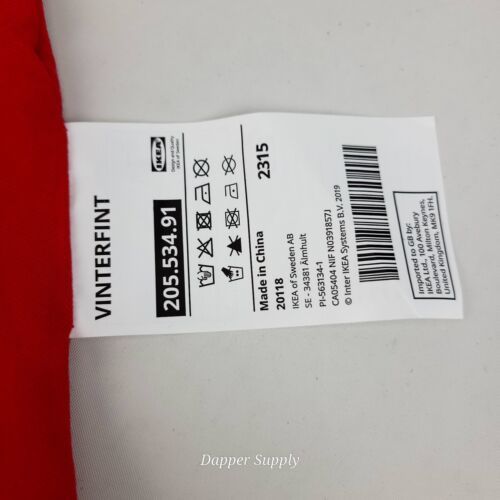 VINTERFINT
IKEA
Design and Quality
IKEA of Sweden
205.534.91
Made in China
2315
20118
IKEA of Sweden AB
SE - 34381 Älmhult
PI-563134-1
CA05404 NIF N0391857J
© Inter IKEA Systems B.V. 2019
Imported to GB by:
IKEA Ltd., 100 Avebury
Boulevard, Milton Keynes,
MK9 1FH,
United Kingdom.
Dapper Supply